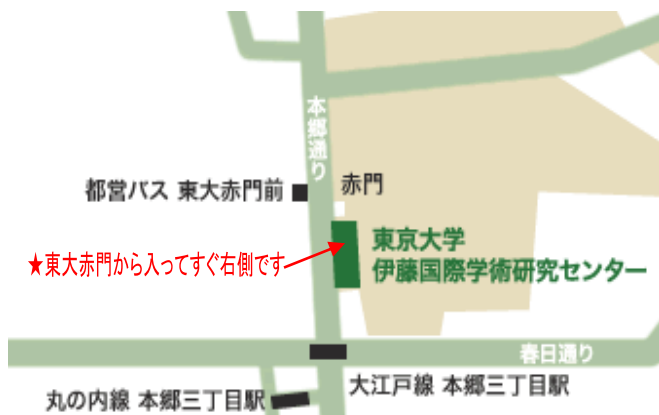 本郷通り
都営バス 東大赤門前
赤門
東京大学
伊藤国際学術研究センター
★東大赤門から入ってすぐ右側です
春日通り
大江戸線 本郷三丁目駅
丸の内線 本郷三丁目駅